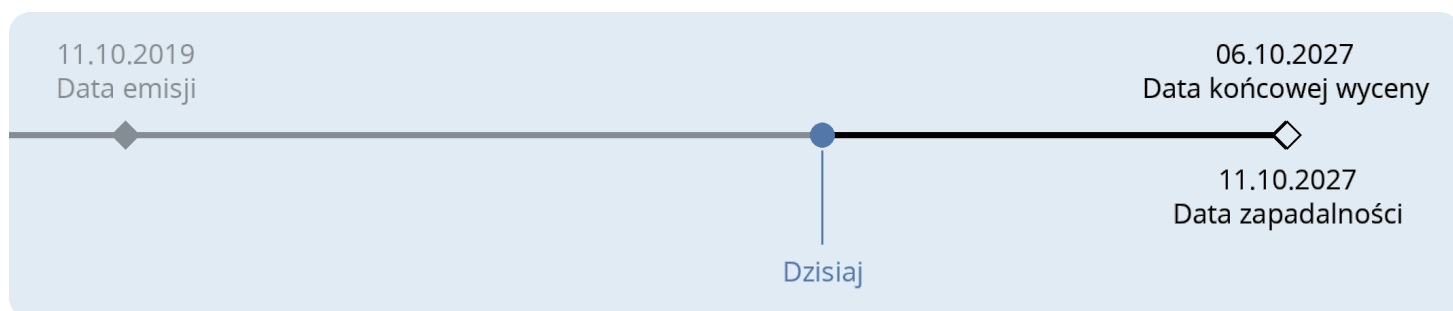 11.10.2019
Data emisji
06.10.2027
Data końcowej wyceny
11.10.2027
Data zapadalności
Dzisiaj